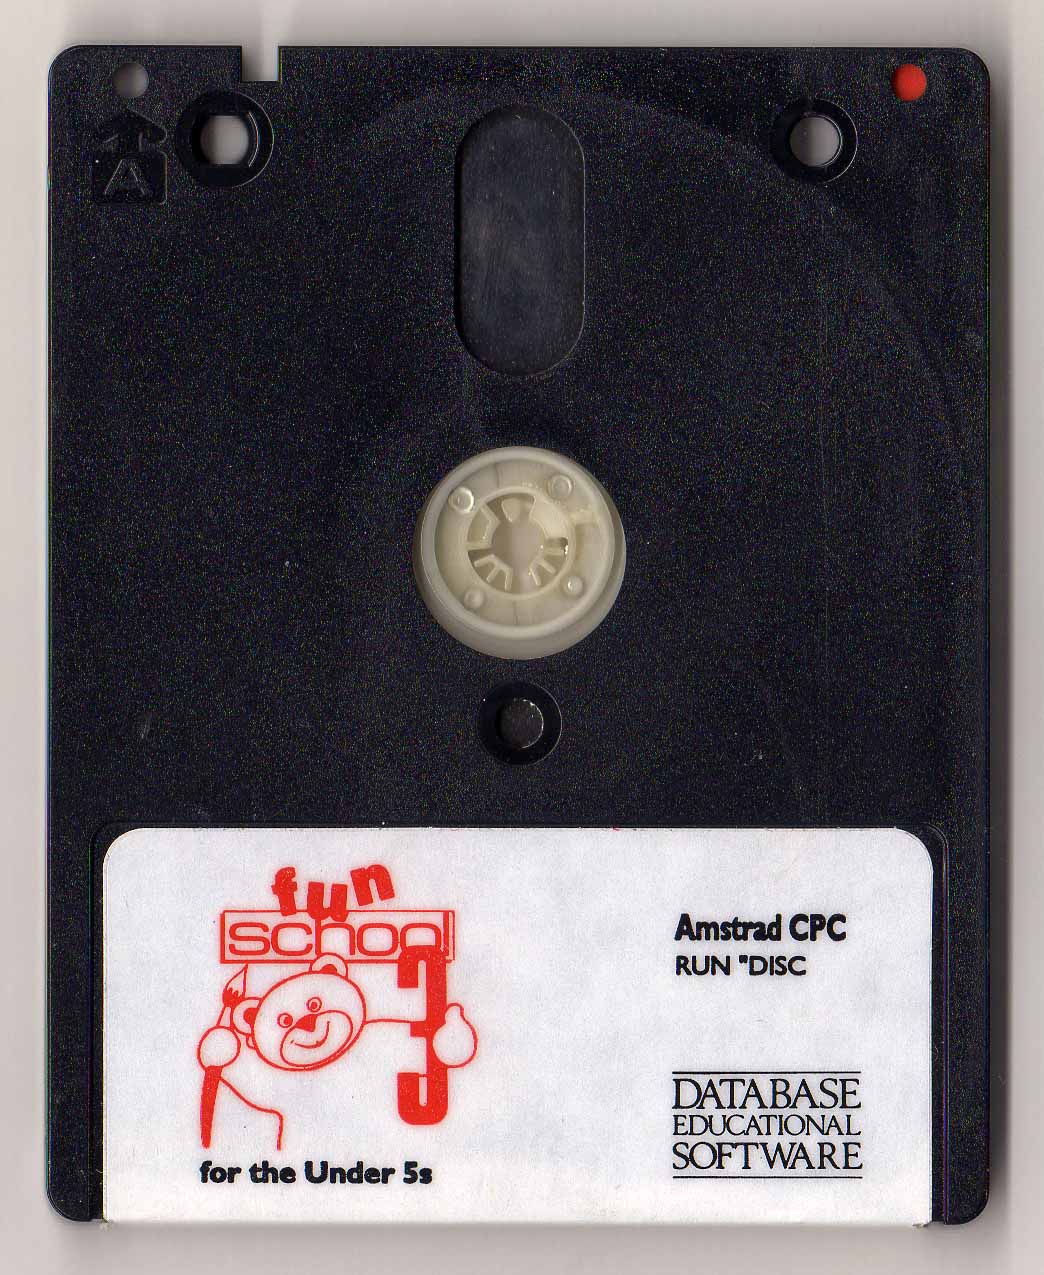 A
fun
school
3
for the Under 5s
Amstrad CPC
RUN "DISC
DATABASE
EDUCATIONAL
SOFTWARE